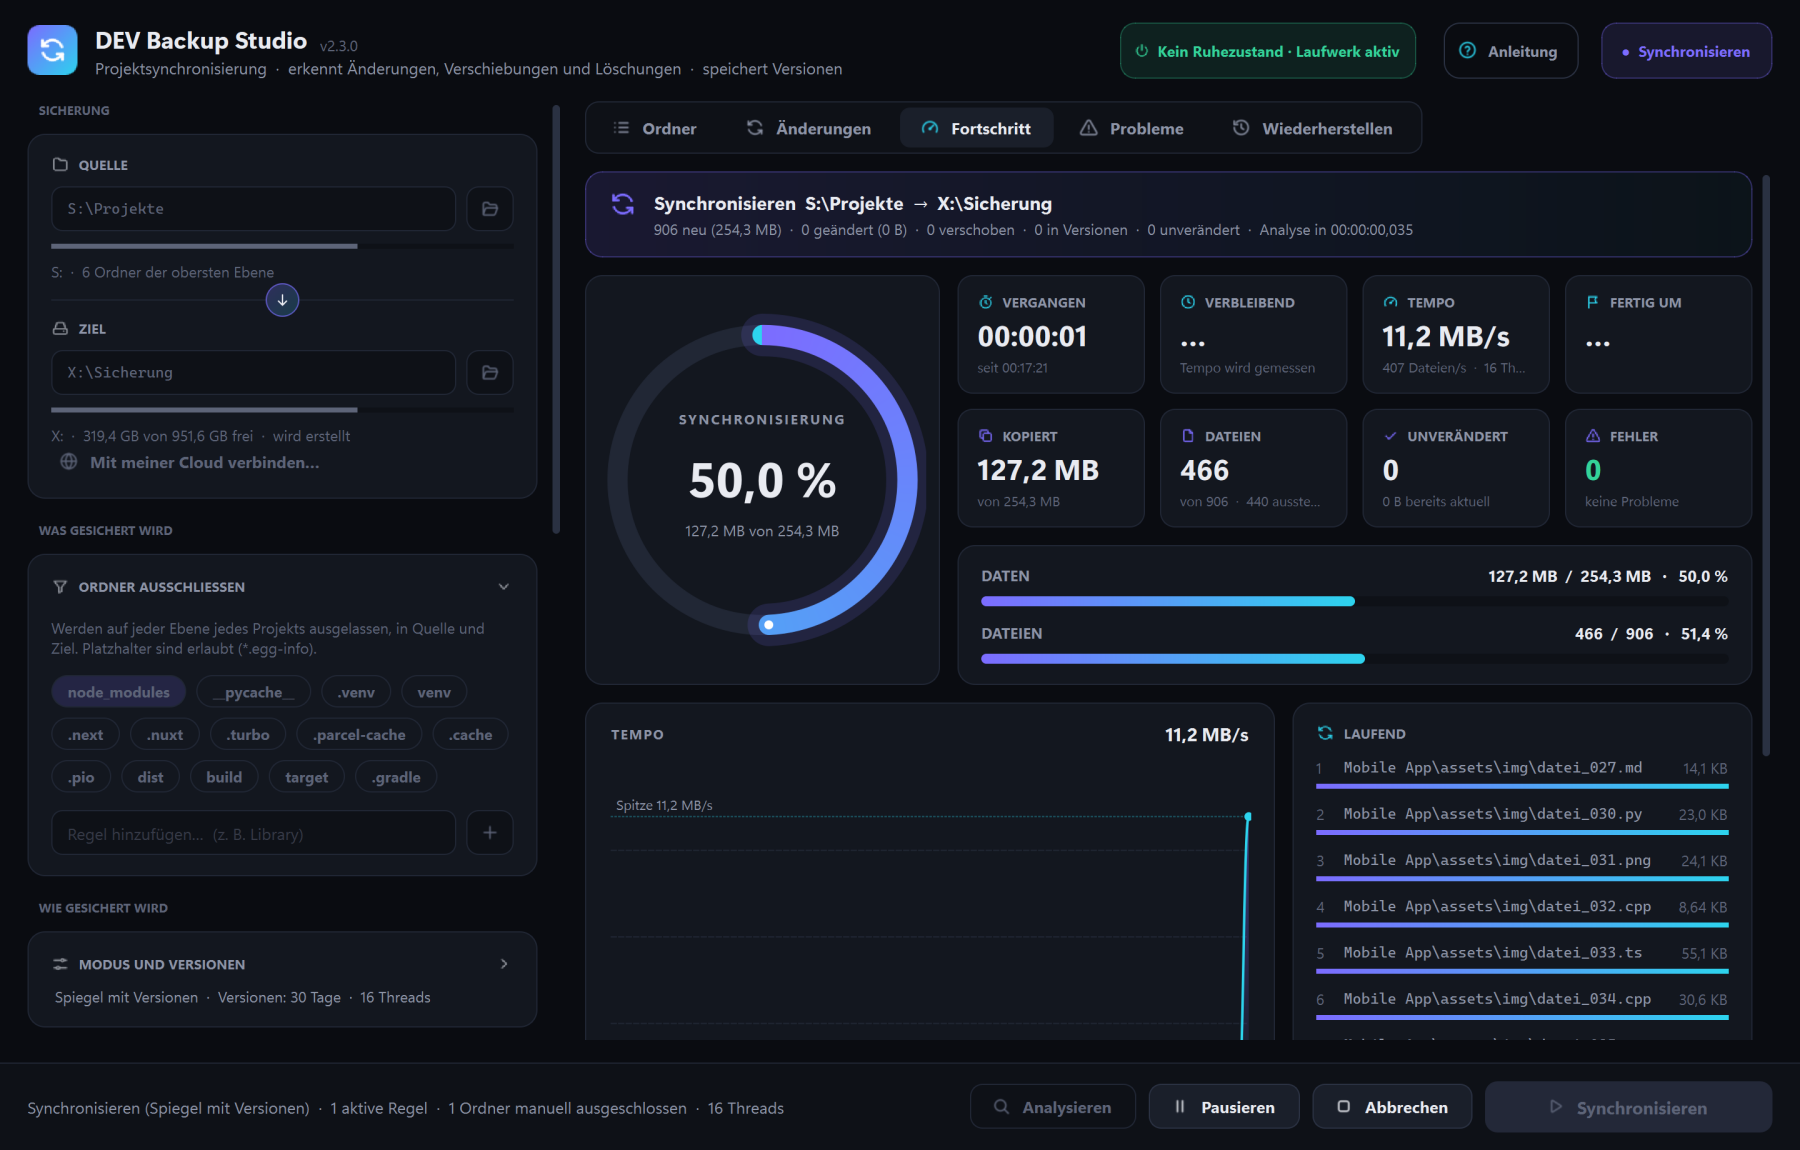 DEV Backup Studio v2.3.0
Projektsynchronisierung · erkennt Änderungen, Verschiebungen und Löschungen · speichert Versionen
Kein Ruhezustand · Laufwerk aktiv
Anleitung
• Synchronisieren
SICHERUNG
QUELLE
S:\Projekte
S: · 6 Ordner der obersten Ebene
ZIEL
X:\Sicherung
X: · 319,4 GB von 951,6 GB frei · wird erstellt
Mit meiner Cloud verbinden...
WAS GESICHERT WIRD
ORDNER AUSSCHLIESSEN
Werden auf jeder Ebene jedes Projekts ausgelassen, in Quelle und
Ziel. Platzhalter sind erlaubt (*.egg-info).
node_modules __pycache__ .venv venv
.next .nuxt .turbo .parcel-cache .cache
.pio dist build target .gradle
Regel hinzufügen... (z. B. Library)
WIE GESICHERT WIRD
MODUS UND VERSIONEN
Spiegel mit Versionen · Versionen: 30 Tage · 16 Threads
Ordner Änderungen Fortschritt Probleme Wiederherstellen
Synchronisieren S:\Projekte → X:\Sicherung
906 neu (254,3 MB) · 0 geändert (0 B) · 0 verschoben · 0 in Versionen · 0 unverändert · Analyse in 00:00:00,035
SYNCHRONISIERUNG
50,0 %
127,2 MB von 254,3 MB
VERGANGEN
00:00:01
seit 00:17:21
VERBLEIBEND
...
Tempo wird gemessen
TEMPO
11,2 MB/s
407 Dateien/s · 16 Th...
FERTIG UM
...
KOPIERT
127,2 MB
von 254,3 MB
DATEIEN
466
von 906 · 440 ausste...
UNVERÄNDERT
0
0 B bereits aktuell
FEHLER
0
keine Probleme
DATEN 127,2 MB / 254,3 MB · 50,0 %
DATEIEN 466 / 906 · 51,4 %
TEMPO 11,2 MB/s
Spitze 11,2 MB/s
LAUFEND
1 Mobile App\assets\img\datei_027.md 14,1 KB
2 Mobile App\assets\img\datei_030.py 23,0 KB
3 Mobile App\assets\img\datei_031.png 24,1 KB
4 Mobile App\assets\img\datei_032.cpp 8,64 KB
5 Mobile App\assets\img\datei_033.ts 55,1 KB
6 Mobile App\assets\img\datei_034.cpp 30,6 KB
Synchronisieren (Spiegel mit Versionen) · 1 aktive Regel · 1 Ordner manuell ausgeschlossen · 16 Threads
Analysieren
Pausieren
Abbrechen
Synchronisieren